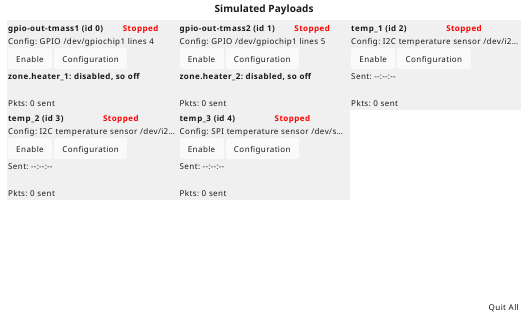 Simulated Payloads
gpio-out-tmass1 (id 0) Stopped
Config: GPIO /dev/gpiochip1 lines 4
Enable Configuration
zone.heater_1: disabled, so off
Pkts: 0 sent
gpio-out-tmass2 (id 1) Stopped
Config: GPIO /dev/gpiochip1 lines 5
Enable Configuration
zone.heater_2: disabled, so off
Pkts: 0 sent
temp_1 (id 2) Stopped
Config: I2C temperature sensor /dev/i2...
Enable Configuration
Sent: --:--:--
Pkts: 0 sent
temp_2 (id 3) Stopped
Config: I2C temperature sensor /dev/i2...
Enable Configuration
Sent: --:--:--
Pkts: 0 sent
temp_3 (id 4) Stopped
Config: SPI temperature sensor /dev/s...
Enable Configuration
Sent: --:--:--
Pkts: 0 sent
Quit All